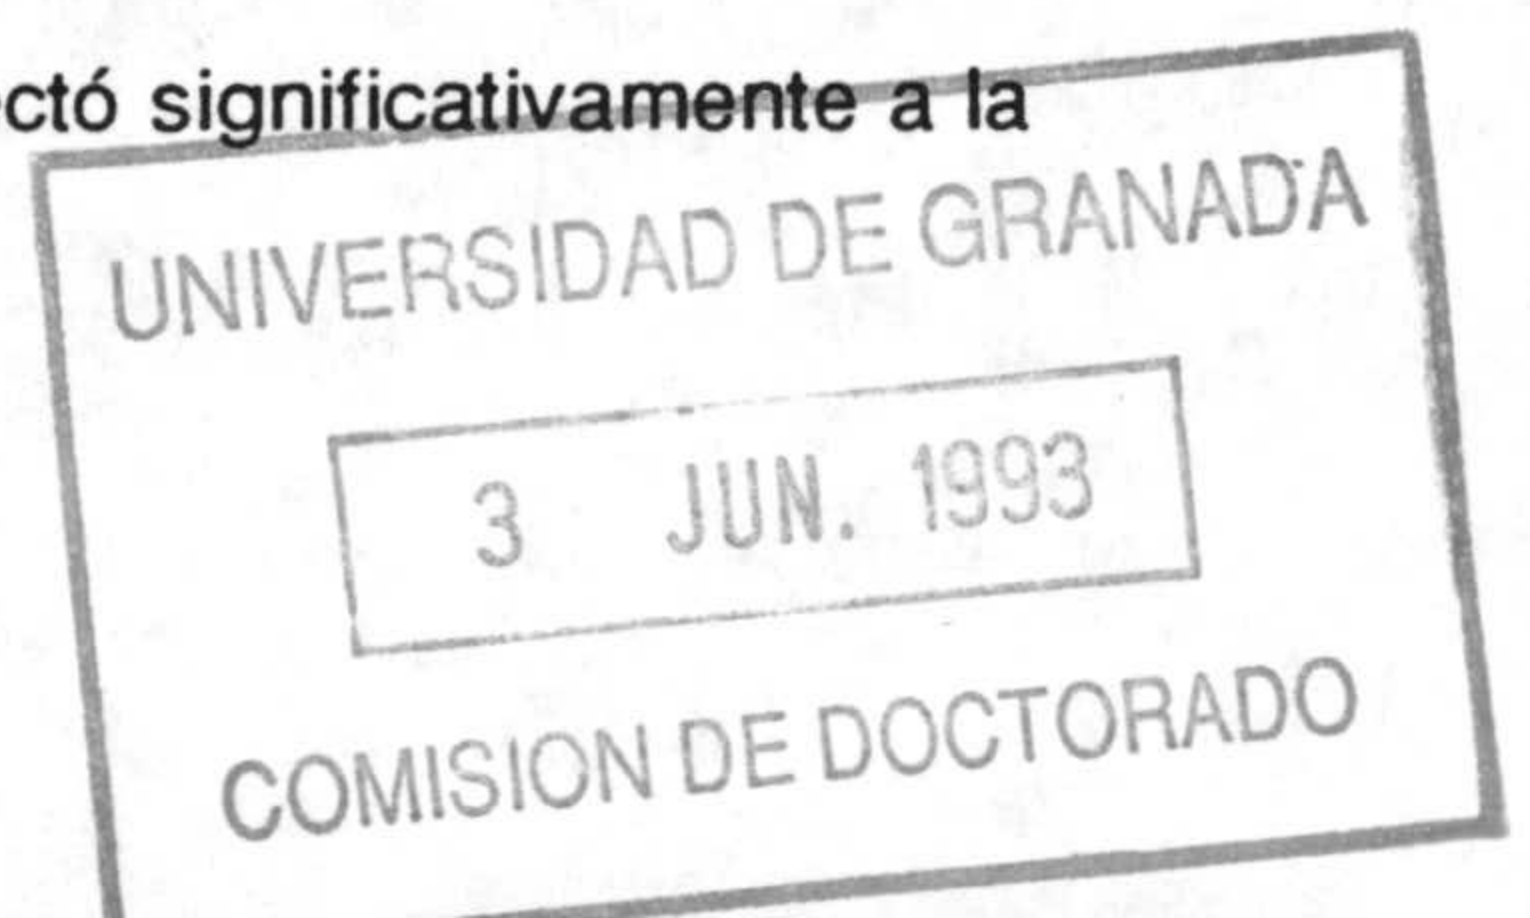 ctó significativamente a la
UNIVERSIDAD DE GRANADA
3 JUN. 1993
COMISION DE DOCTORADO